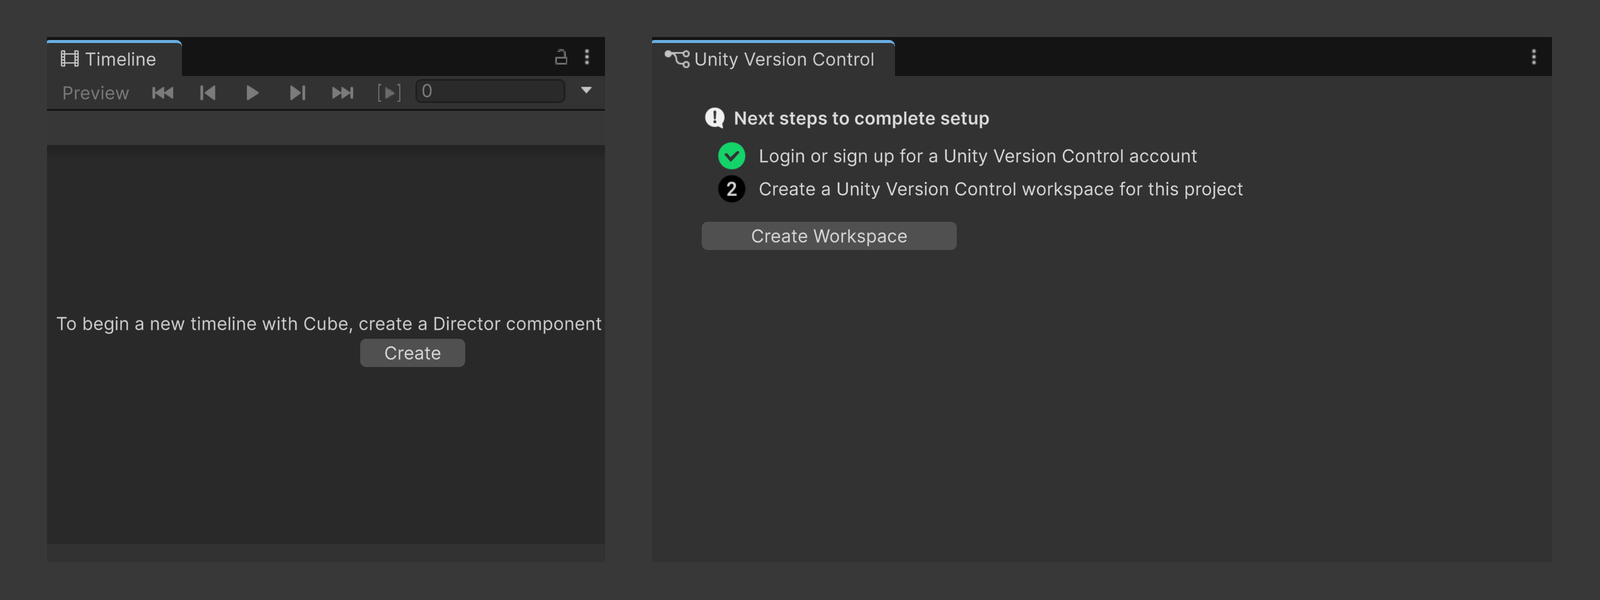 Timeline
Preview
0
To begin a new timeline with Cube, create a Director component
Create
Unity Version Control
! Next steps to complete setup
Login or sign up for a Unity Version Control account
2 Create a Unity Version Control workspace for this project
Create Workspace